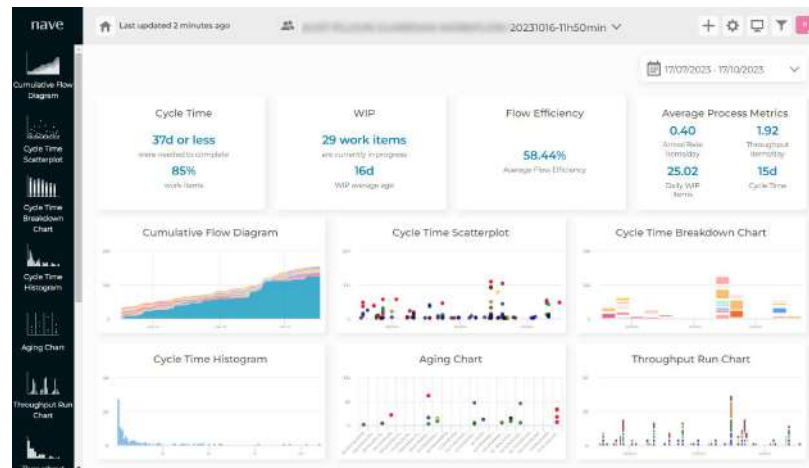 nave
Last updated 2 minutes ago
20231016-11h50min
17/07/2023 - 17/10/2023
Cumulative Flow
Diagram
Cycle Time
Scatterplot
Cycle Time
Breakdown
Chart
Cycle Time
Histogram
Aging Chart
Throughput Run
Chart
Cycle Time
37d or less
were needed to complete
85%
work items
WIP
29 work items
are currently in progress
16d
WIP average age
Flow Efficiency
58.44%
Average Flow Efficiency
Average Process Metrics
0.40
Arrival Rate
items/day
1.92
Throughput
items/day
25.02
Daily WIP
items
15d
Cycle Time
Cumulative Flow Diagram
Cycle Time Scatterplot
Cycle Time Breakdown Chart
Cycle Time Histogram
Aging Chart
Throughput Run Chart